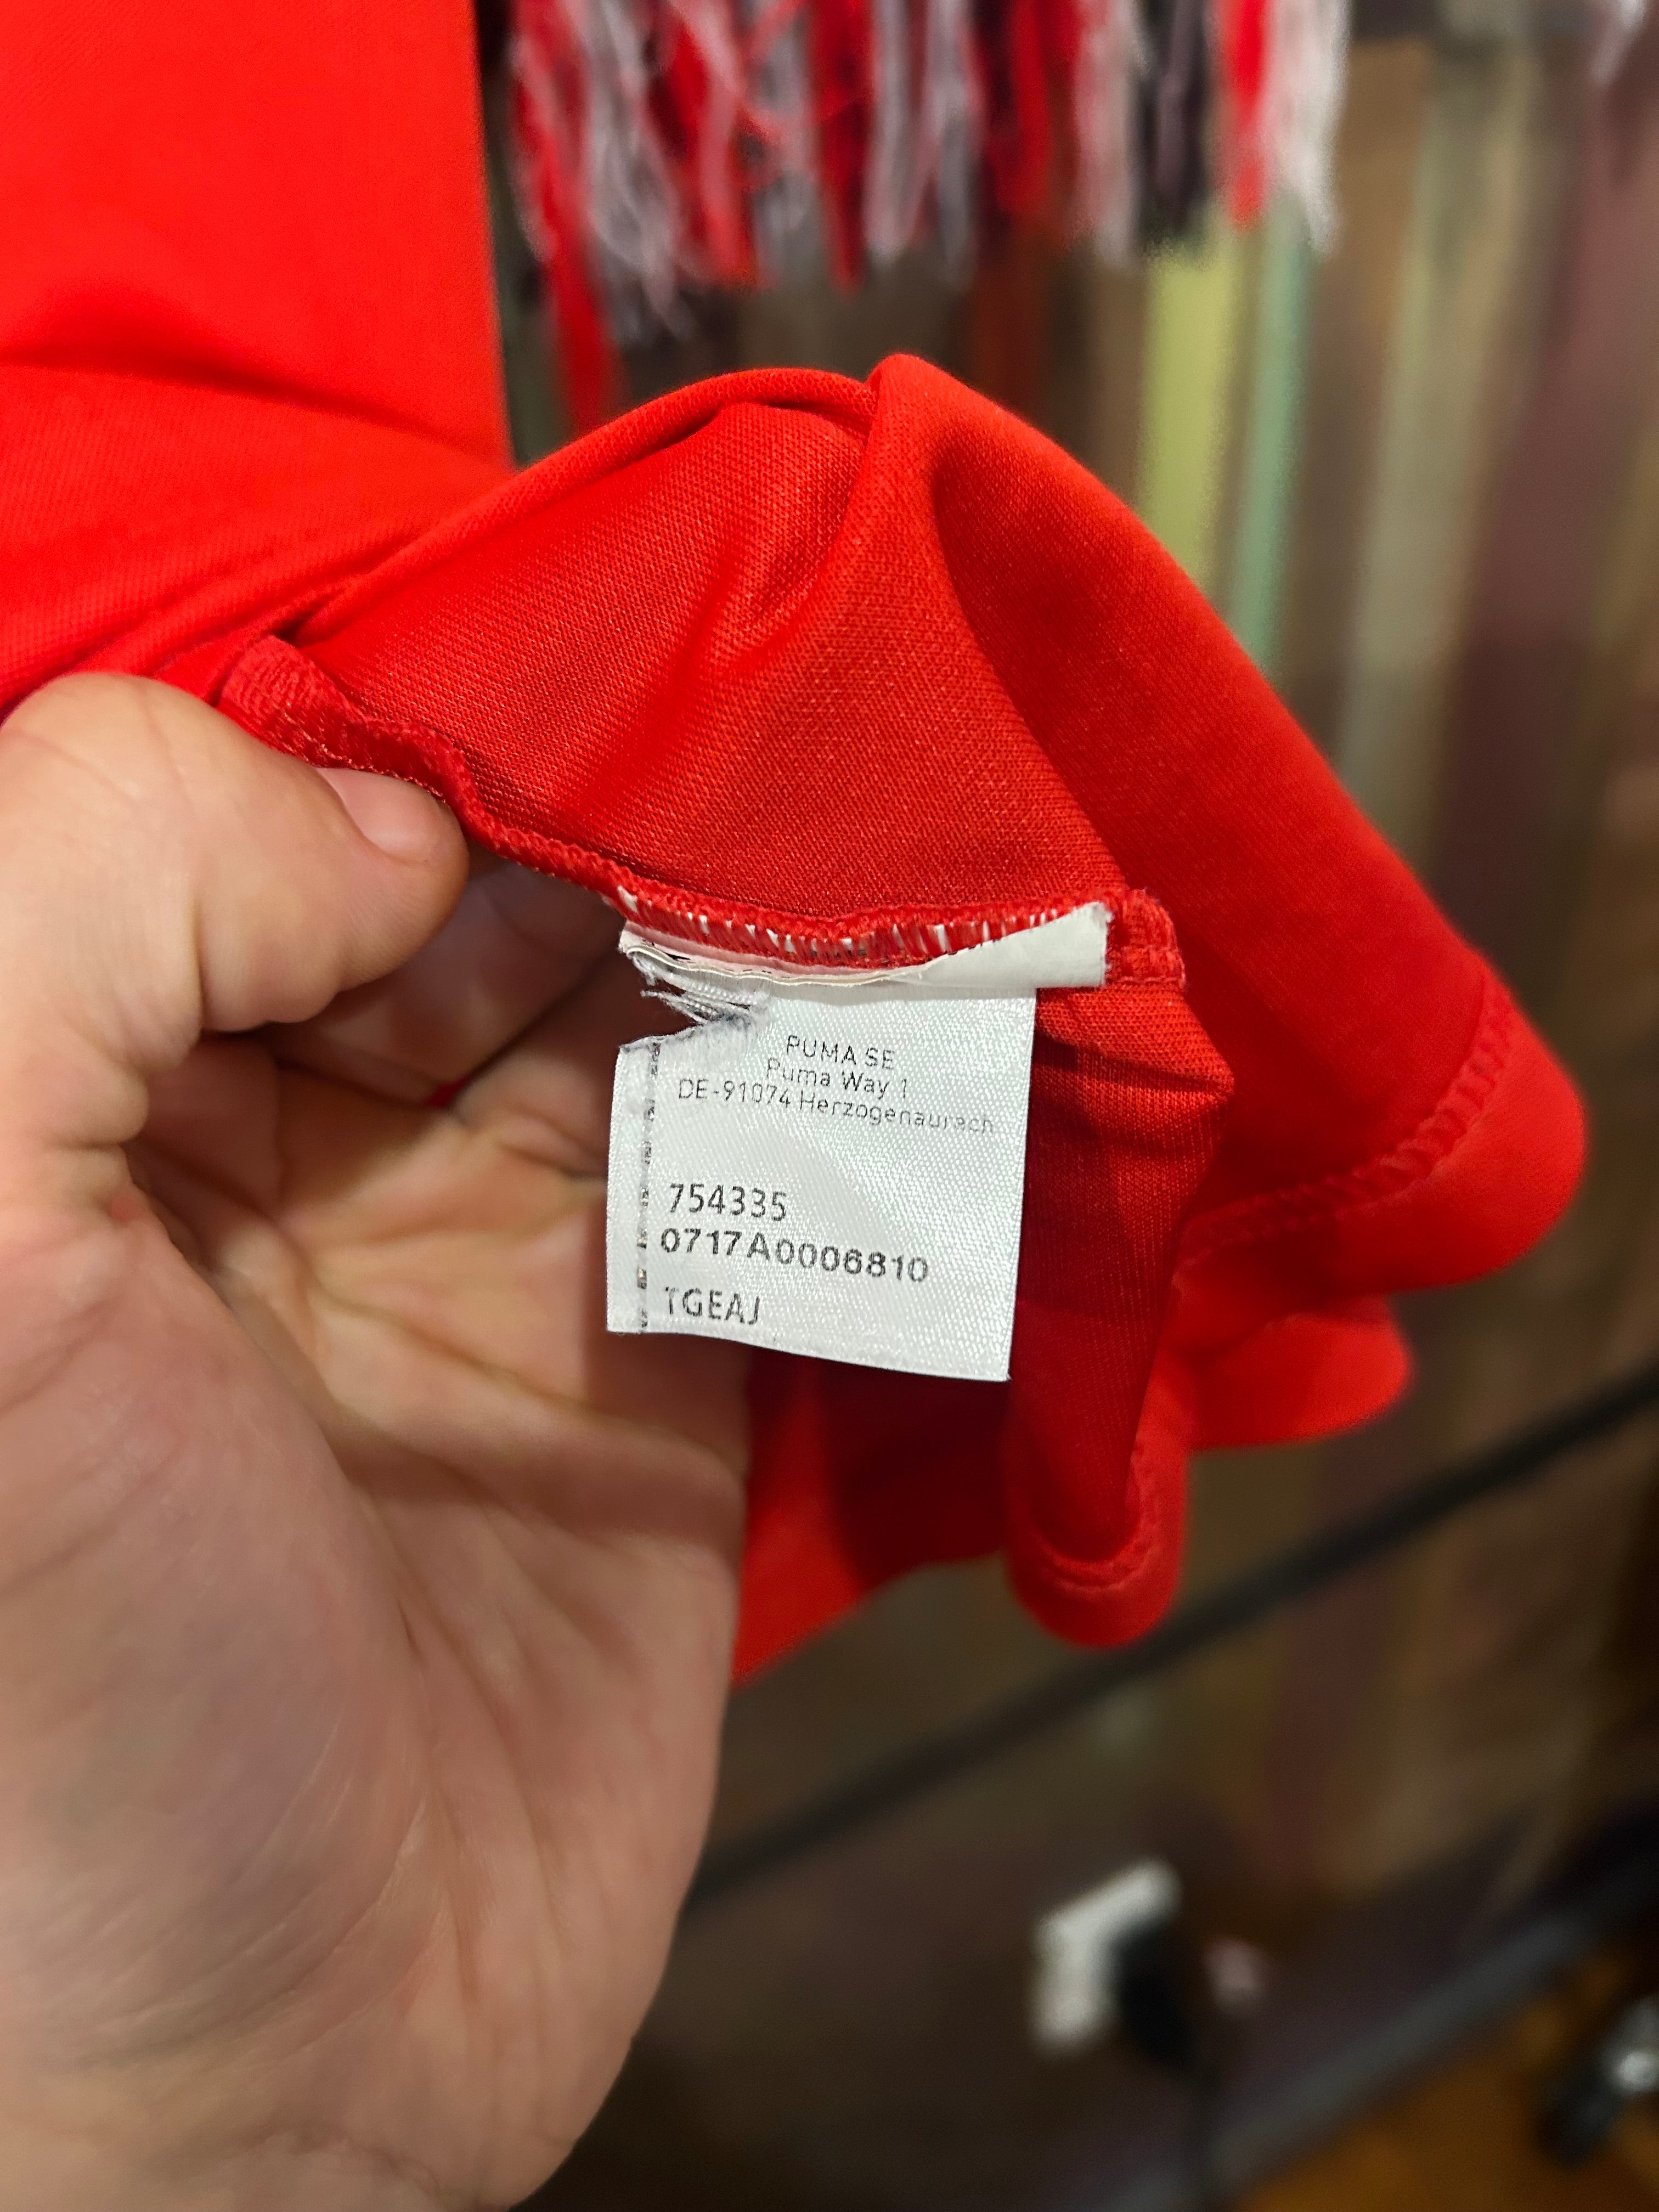 PUMA SE
Puma Way 1
DE-91074 Herzogenaurach
754335
0717A0006810
TGEAJ